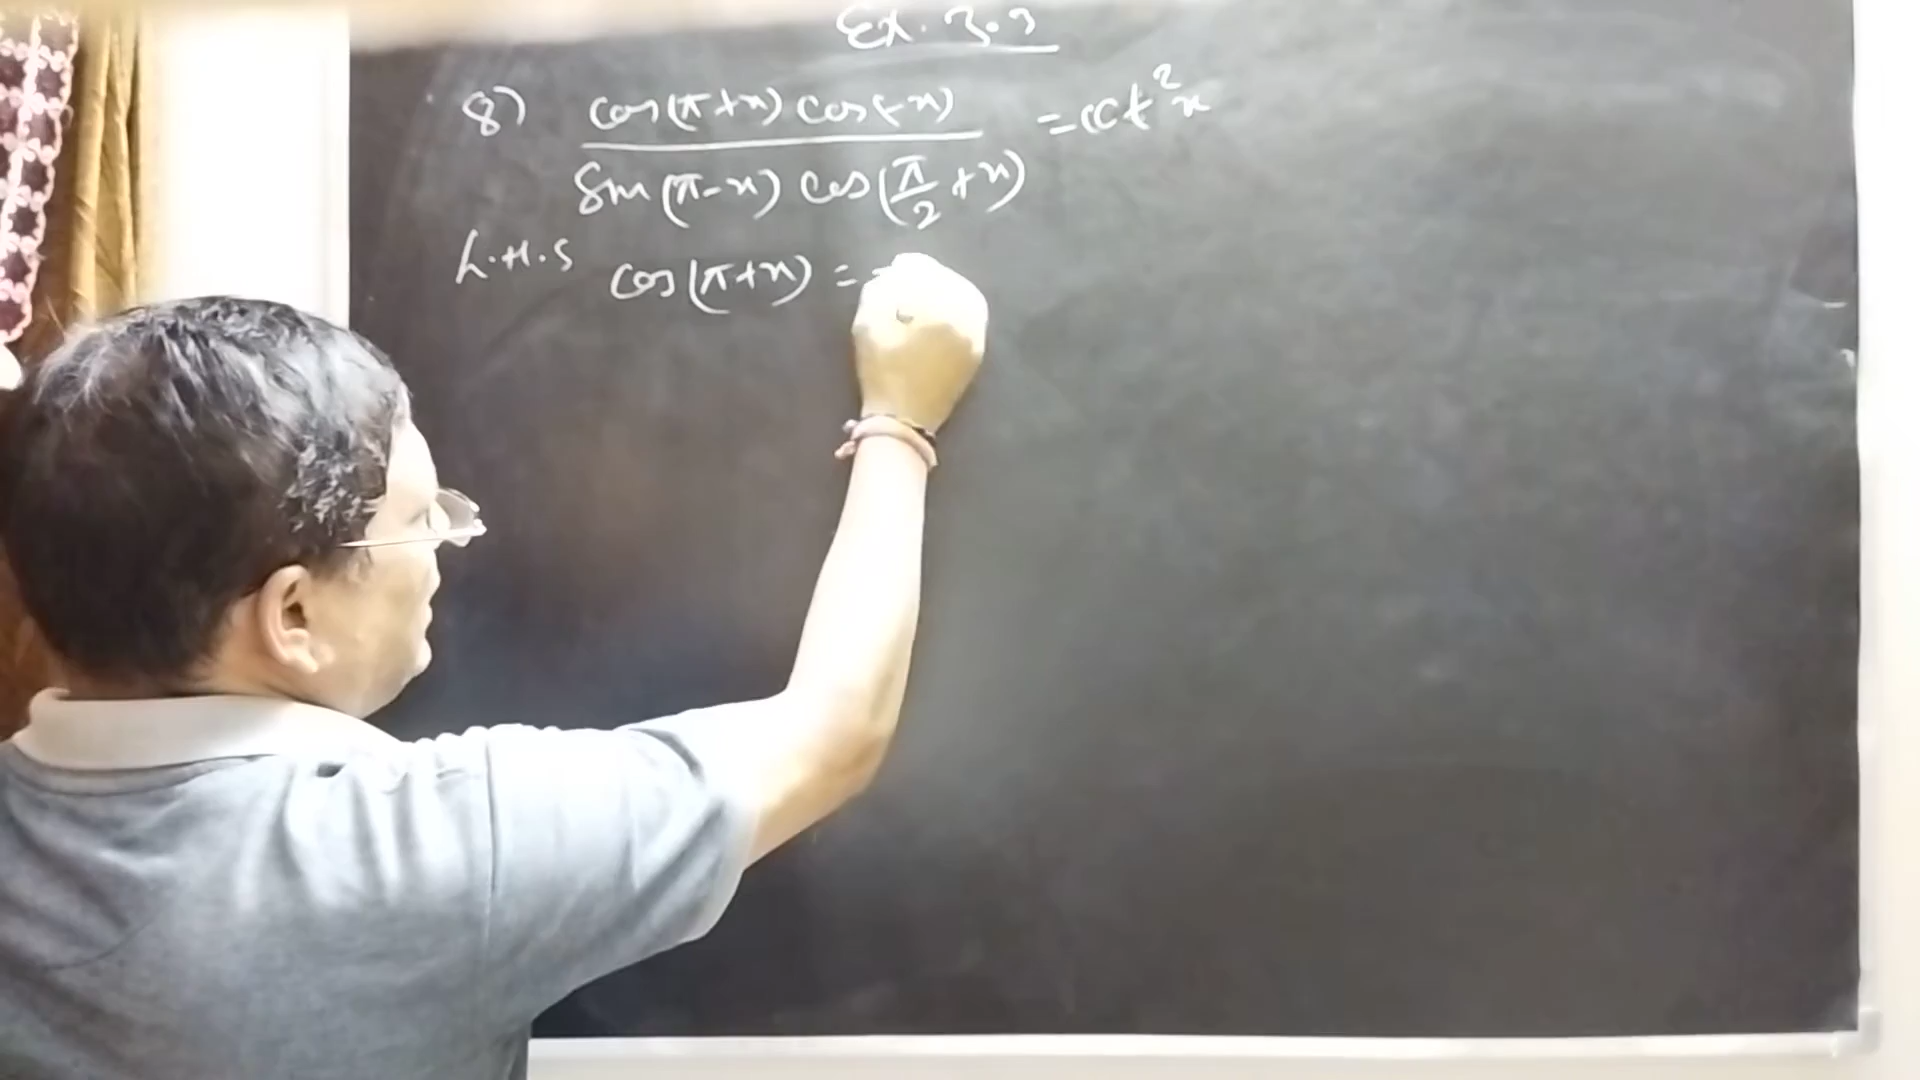 Ex. 3.3
8) cos(π+x) cos(-x) = cot²x
sin(π-x) cos(π/2+x)
L.H.S cos(π+x) = -